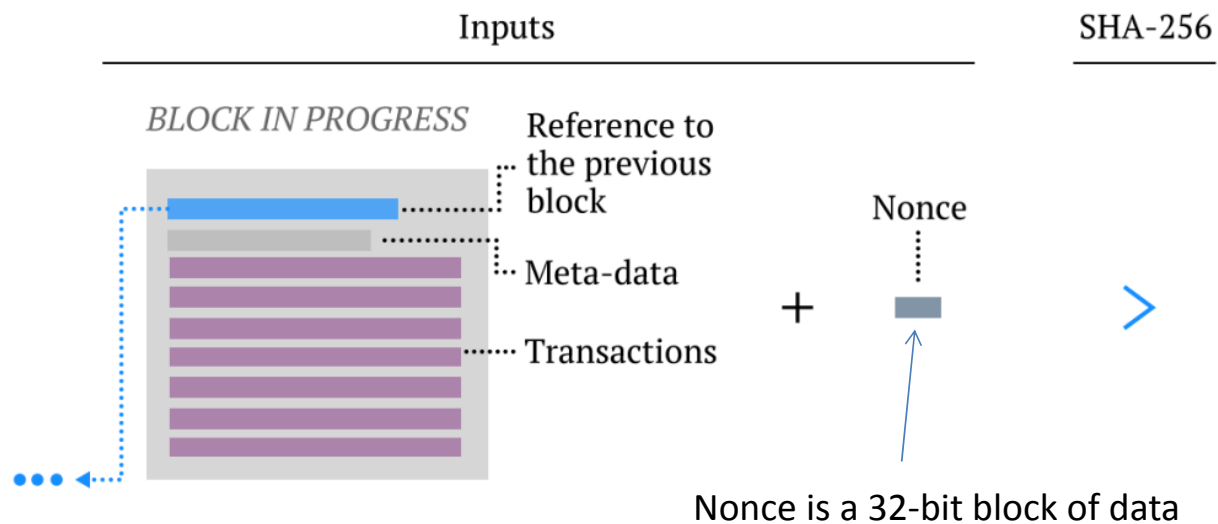 Inputs
SHA-256
BLOCK IN PROGRESS
Reference to
the previous
block
Nonce
Meta-data
+
Transactions
Nonce is a 32-bit block of data